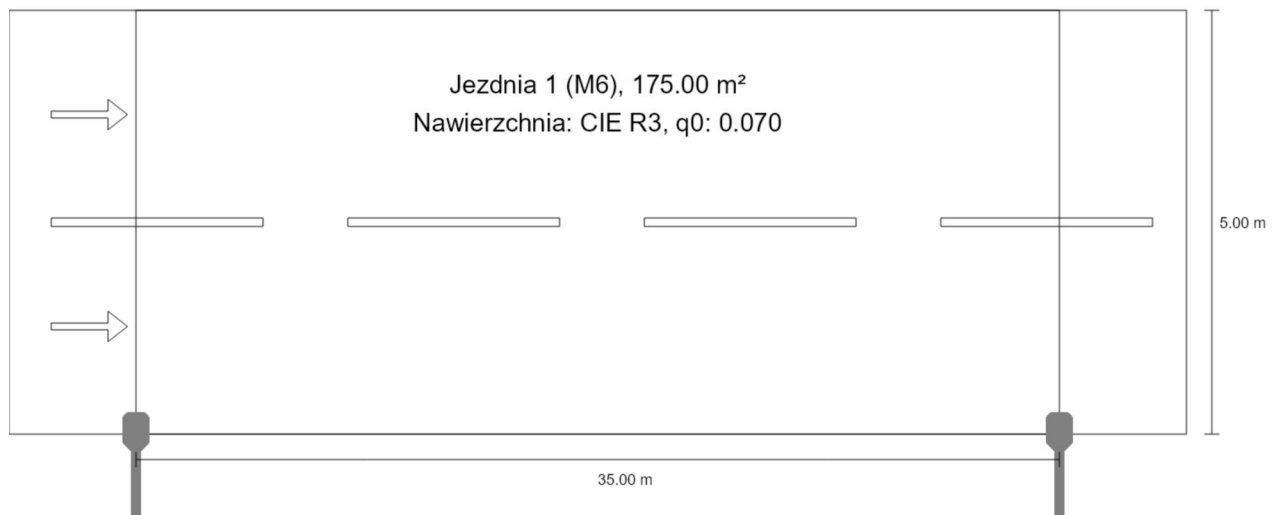 Jezdnia 1 (M6), 175.00 m²
Nawierzchnia: CIE R3, q0: 0.070
5.00 m
35.00 m